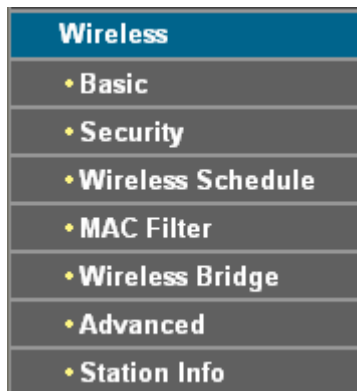 Wireless
• Basic
• Security
• Wireless Schedule
• MAC Filter
• Wireless Bridge
• Advanced
• Station Info